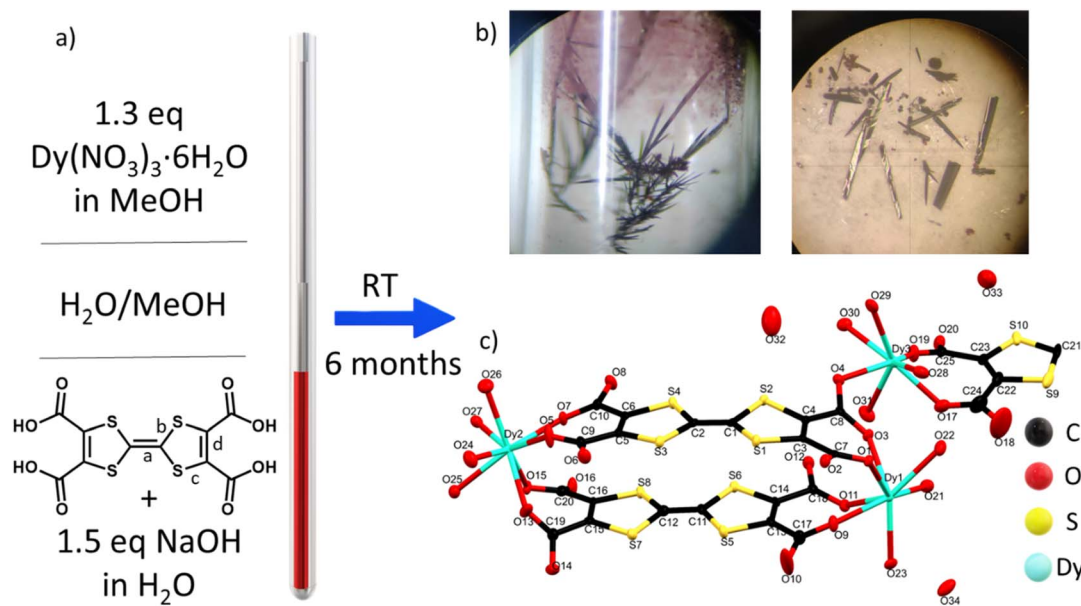 a)
1.3 eq
Dy(NO3)3·6H2O
in MeOH
H2O/MeOH
O
O
HO
S
S
OH
b
d
a
HO
S
S
c
OH
O
O
+
1.5 eq NaOH
in H2O
RT
6 months
b)
c)
O33
O29
O30
O32
S10
O20
O19
C23
C21
Dy3
C25
O4
O28
S9
C24
C22
O26
O8
S4
S2
O31
O17
C4
C8
O18
O27
O7
C10
C6
O5
C9
C5
C2
O3
O22
O24
Dy2
S3
C1
C3
C7
O1
O6
S1
O12
O2
Dy1
O25
O15
O16
S8
S6
C14
C16
C18
O11
O21
C20
O13
C12
C19
C15
C11
C13
C17
O9
S7
S5
O14
O10
O23
O34
C
O
S
Dy